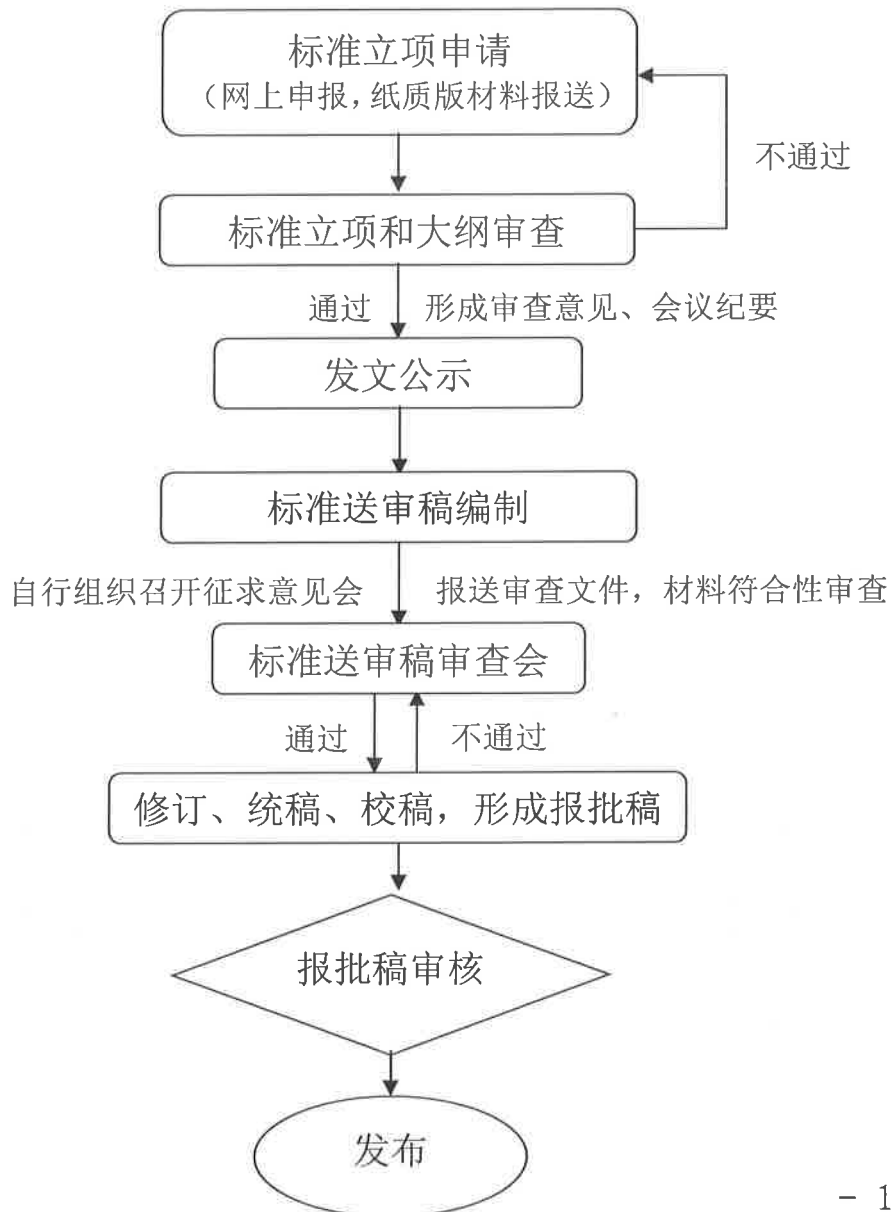 标准立项申请
（网上申报，纸质版材料报送）
不通过
标准立项和大纲审查
通过 形成审查意见、会议纪要
发文公示
标准送审稿编制
自行组织召开征求意见会 报送审查文件，材料符合性审查
标准送审稿审查会
通过 不通过
修订、统稿、校稿，形成报批稿
报批稿审核
发布
- 1